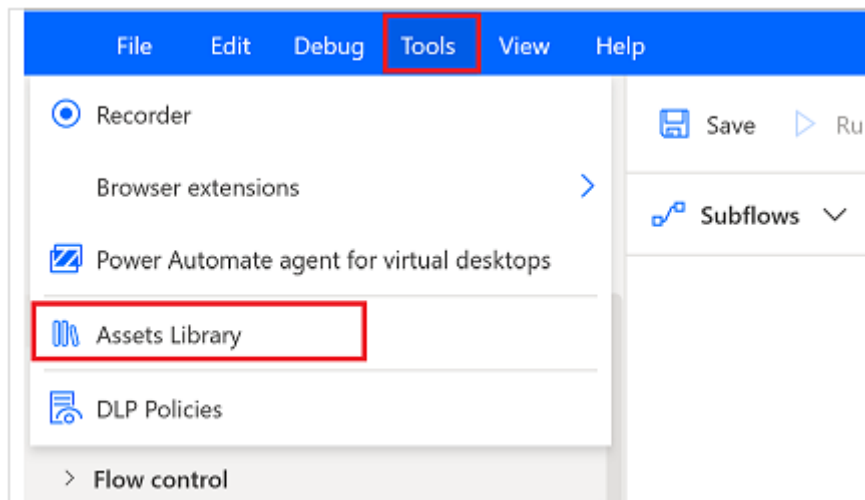 File Edit Debug Tools View Help
Recorder
Save Ru
Browser extensions
Subflows
Power Automate agent for virtual desktops
Assets Library
DLP Policies
Flow control